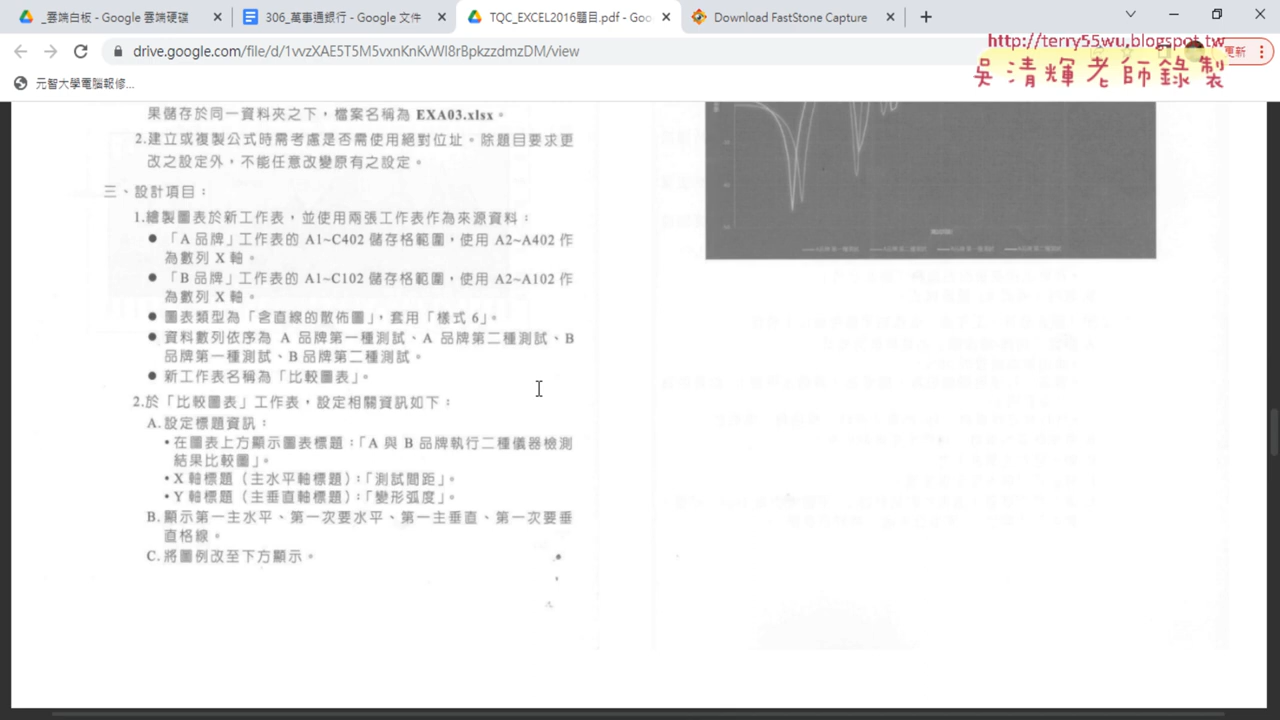 _雲端白板 - Google 雲端硬碟
306_萬事通銀行 - Google 文件
TQC_EXCEL2016題目.pdf - Goo
Download FastStone Capture
drive.google.com/file/d/1vvzXAE5T5M5vxnKnKvWl8rBpkzzdmzDM/view
更新
http://terry55wu.blogspot.tw
吳清輝老師錄製
元智大學電腦報修...
果儲存於同一資料夾之下，檔案名稱為 EXA03.xlsx。
2.建立或複製公式時需考慮是否需使用絕對位址。除題目要求更
改之設定外，不能任意改變原有之設定。
三、設計項目：
1.繪製圖表於新工作表，並使用兩張工作表作為來源資料：
●「A 品牌」工作表的 A1~C402 儲存格範圍，使用 A2~A402 作
為數列 X 軸。
●「B 品牌」工作表的 A1~C102 儲存格範圍，使用 A2~A102 作
為數列 X 軸。
●圖表類型為「含直線的散佈圖」，套用「樣式 6」。
●資料數列依序為 A 品牌第一種測試、A 品牌第二種測試、B
品牌第一種測試、B 品牌第二種測試。
●新工作表名稱為「比較圖表」。
2.於「比較圖表」工作表，設定相關資訊如下：
A.設定標題資訊：
•在圖表上方顯示圖表標題：「A 與 B 品牌執行二種儀器檢測
結果比較圖」。
•X 軸標題（主水平軸標題）：「測試間距」。
•Y 軸標題（主垂直軸標題）：「變形弧度」。
B.顯示第一主水平、第一次要水平、第一主垂直、第一次要垂
直格線。
C.將圖例改至下方顯示。